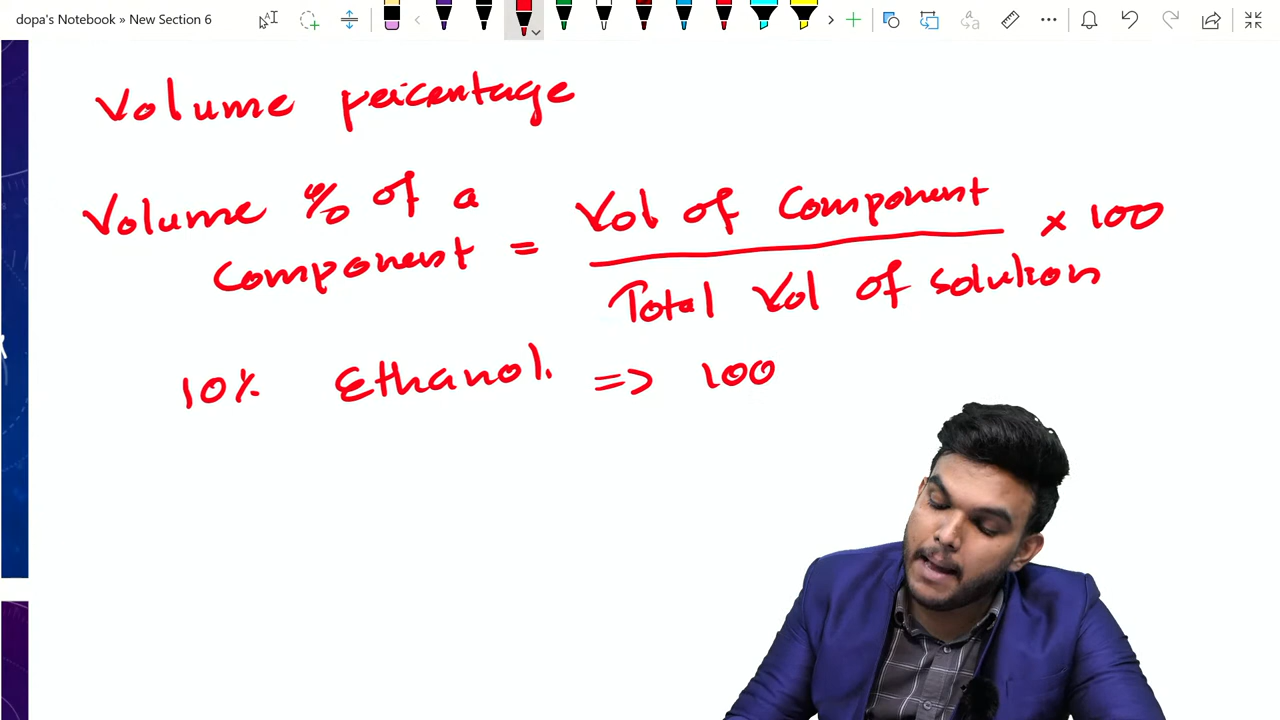 dopa's Notebook » New Section 6
Volume percentage
Volume % of a component = Vol of Component / Total Vol of solution × 100
10% Ethanol. => 100